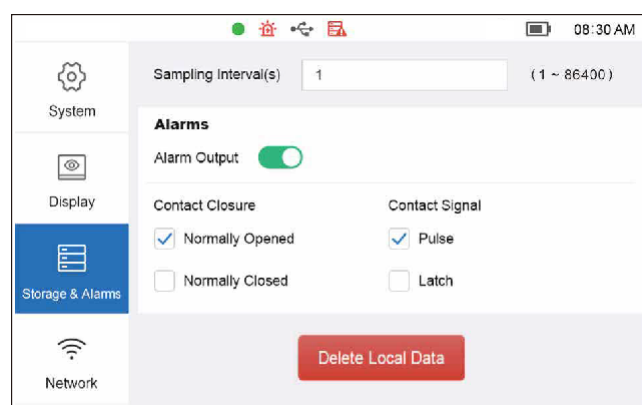 08:30 AM
System
Display
Storage & Alarms
Network
Sampling Interval(s) 1 (1 ~ 86400)
Alarms
Alarm Output
Contact Closure Contact Signal
Normally Opened Pulse
Normally Closed Latch
Delete Local Data